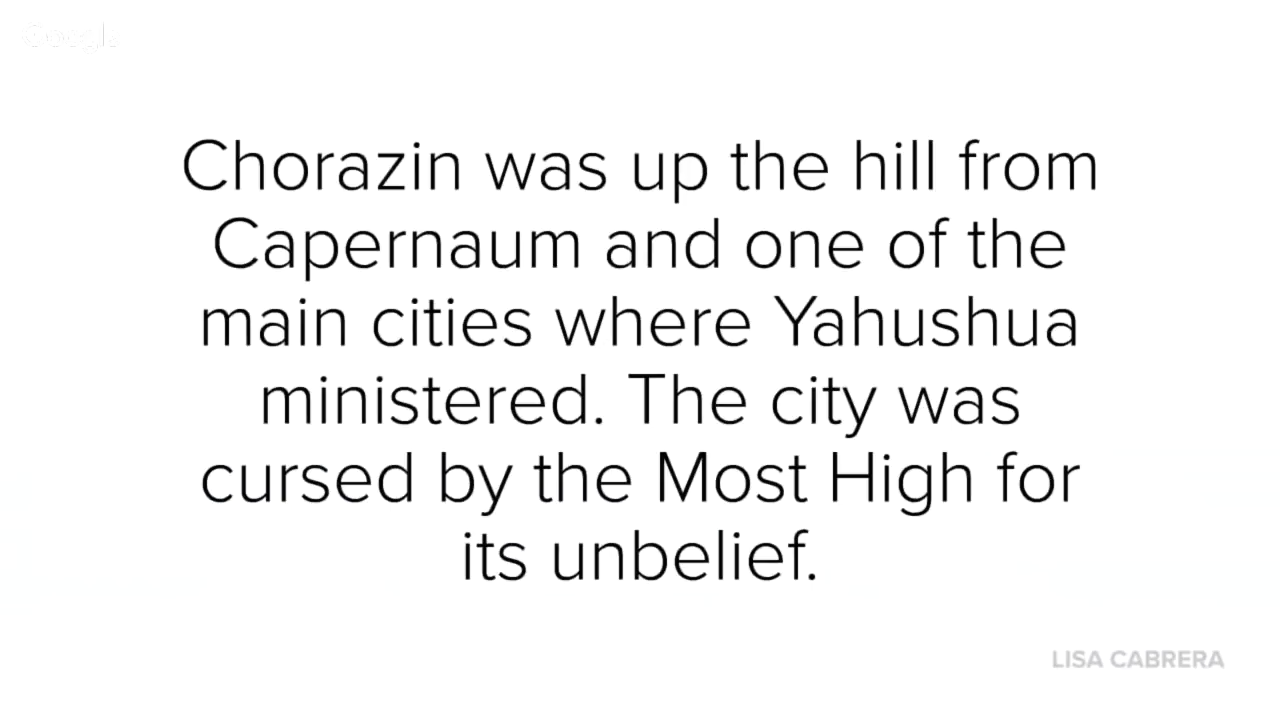 Google
Chorazin was up the hill from
Capernaum and one of the
main cities where Yahushua
ministered. The city was
cursed by the Most High for
its unbelief.
LISA CABRERA